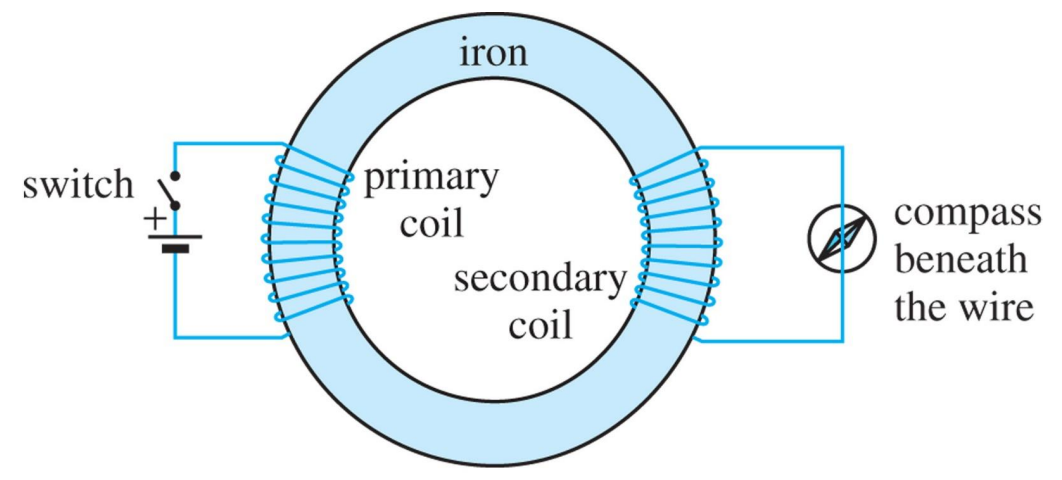 iron
switch
+
primary
coil
secondary
coil
compass
beneath
the wire